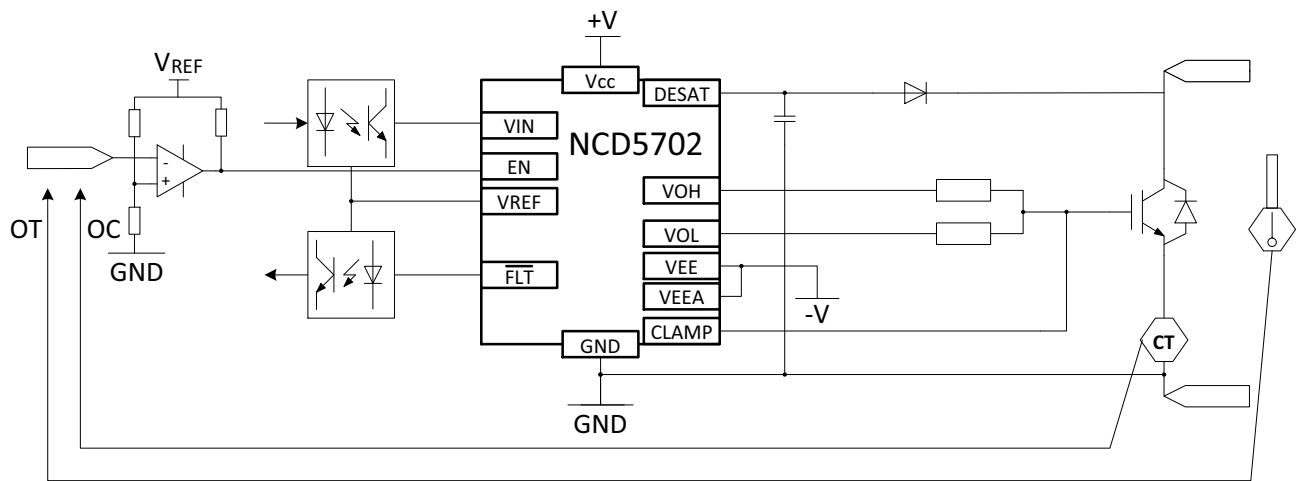 +V
VREF
Vcc
DESAT
VIN
NCD5702
-
+
EN
VOH
VREF
OT
OC
VOL
GND
VEE
FLT
VEEA
-V
CLAMP
GND
CT
GND